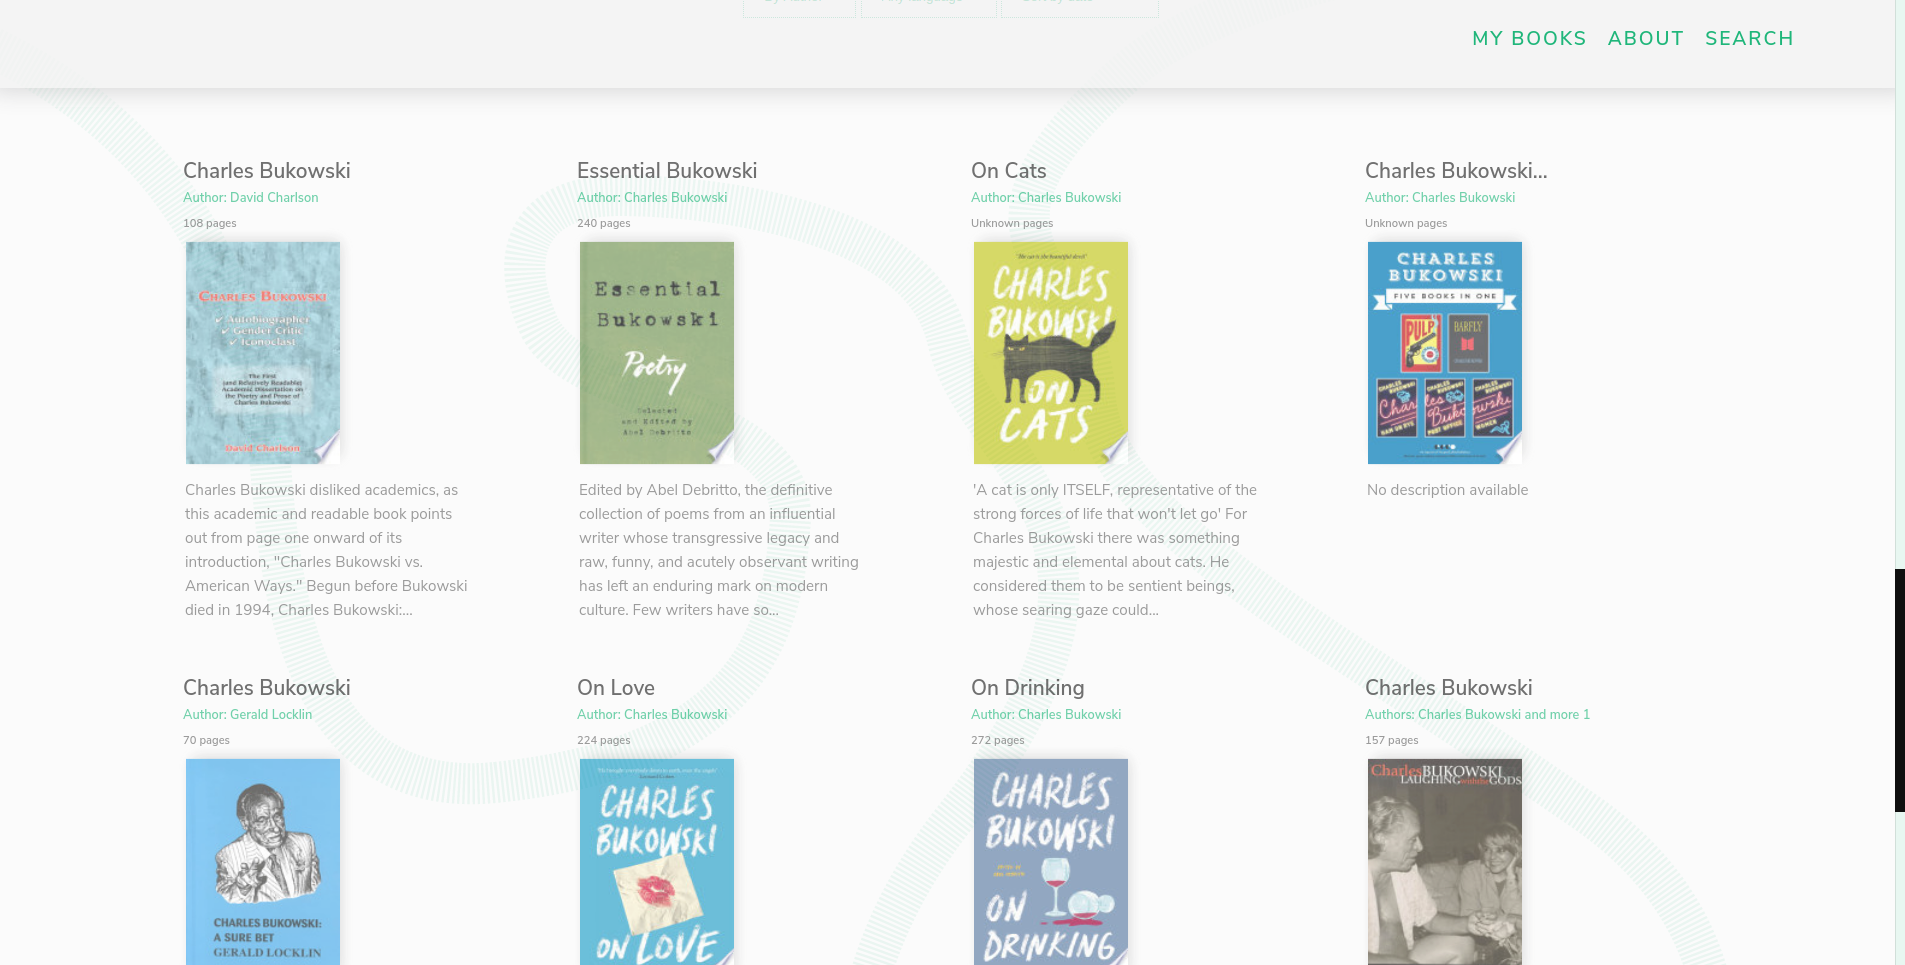 MY BOOKS ABOUT SEARCH
Charles Bukowski
Author: David Charlson
108 pages
CHARLES BUKOWSKI
✓ Autobiographer
✓ Gender Critic
✓ Iconoclast
The First
(and Relatively Readable)
Academic Dissertation on
the Poetry and Prose of
Charles Bukowski
David Charlson
Charles Bukowski disliked academics, as
this academic and readable book points
out from page one onward of its
introduction, "Charles Bukowski vs.
American Ways." Begun before Bukowski
died in 1994, Charles Bukowski:...
Essential Bukowski
Author: Charles Bukowski
240 pages
Essential
Bukowski
Poetry
Selected
and Edited by
Abel Debritto
Edited by Abel Debritto, the definitive
collection of poems from an influential
writer whose transgressive legacy and
raw, funny, and acutely observant writing
has left an enduring mark on modern
culture. Few writers have so...
On Cats
Author: Charles Bukowski
Unknown pages
CHARLES
BUKOWSKI
ON
CATS
'A cat is only ITSELF, representative of the
strong forces of life that won't let go' For
Charles Bukowski there was something
majestic and elemental about cats. He
considered them to be sentient beings,
whose searing gaze could...
Charles Bukowski...
Author: Charles Bukowski
Unknown pages
CHARLES
BUKOWSKI
FIVE BOOKS IN ONE
PULP
BARFLY
Charles Bukowski
HAM ON RYE
POST OFFICE
WOMEN
No description available
Charles Bukowski
Author: Gerald Locklin
70 pages
CHARLES BUKOWSKI:
A SURE BET
GERALD LOCKLIN
On Love
Author: Charles Bukowski
224 pages
CHARLES
BUKOWSKI
ON LOVE
On Drinking
Author: Charles Bukowski
272 pages
CHARLES
BUKOWSKI
ON
DRINKING
Charles Bukowski
Authors: Charles Bukowski and more 1
157 pages
Charles BUKOWSKI
LAUGHING with the GODS